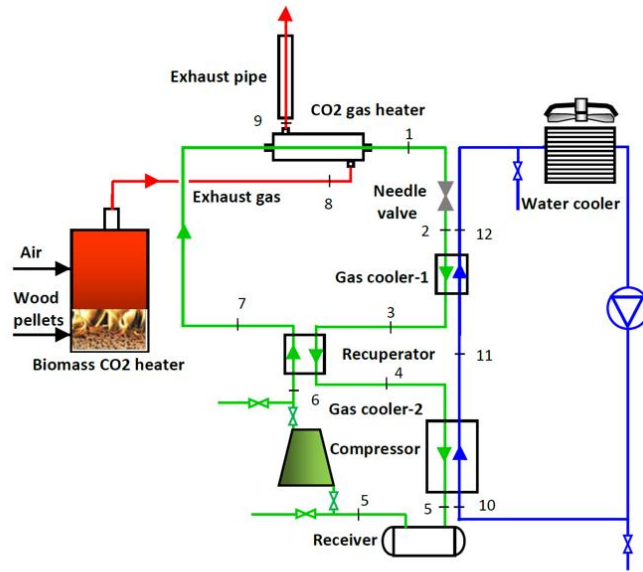 Exhaust pipe
9
CO2 gas heater
1
Exhaust gas
8
Needle
valve
Water cooler
2
12
Air
Gas cooler-1
Wood
pellets
7
3
Biomass CO2 heater
Recuperator
11
4
6
Gas cooler-2
Compressor
5
5
10
Receiver